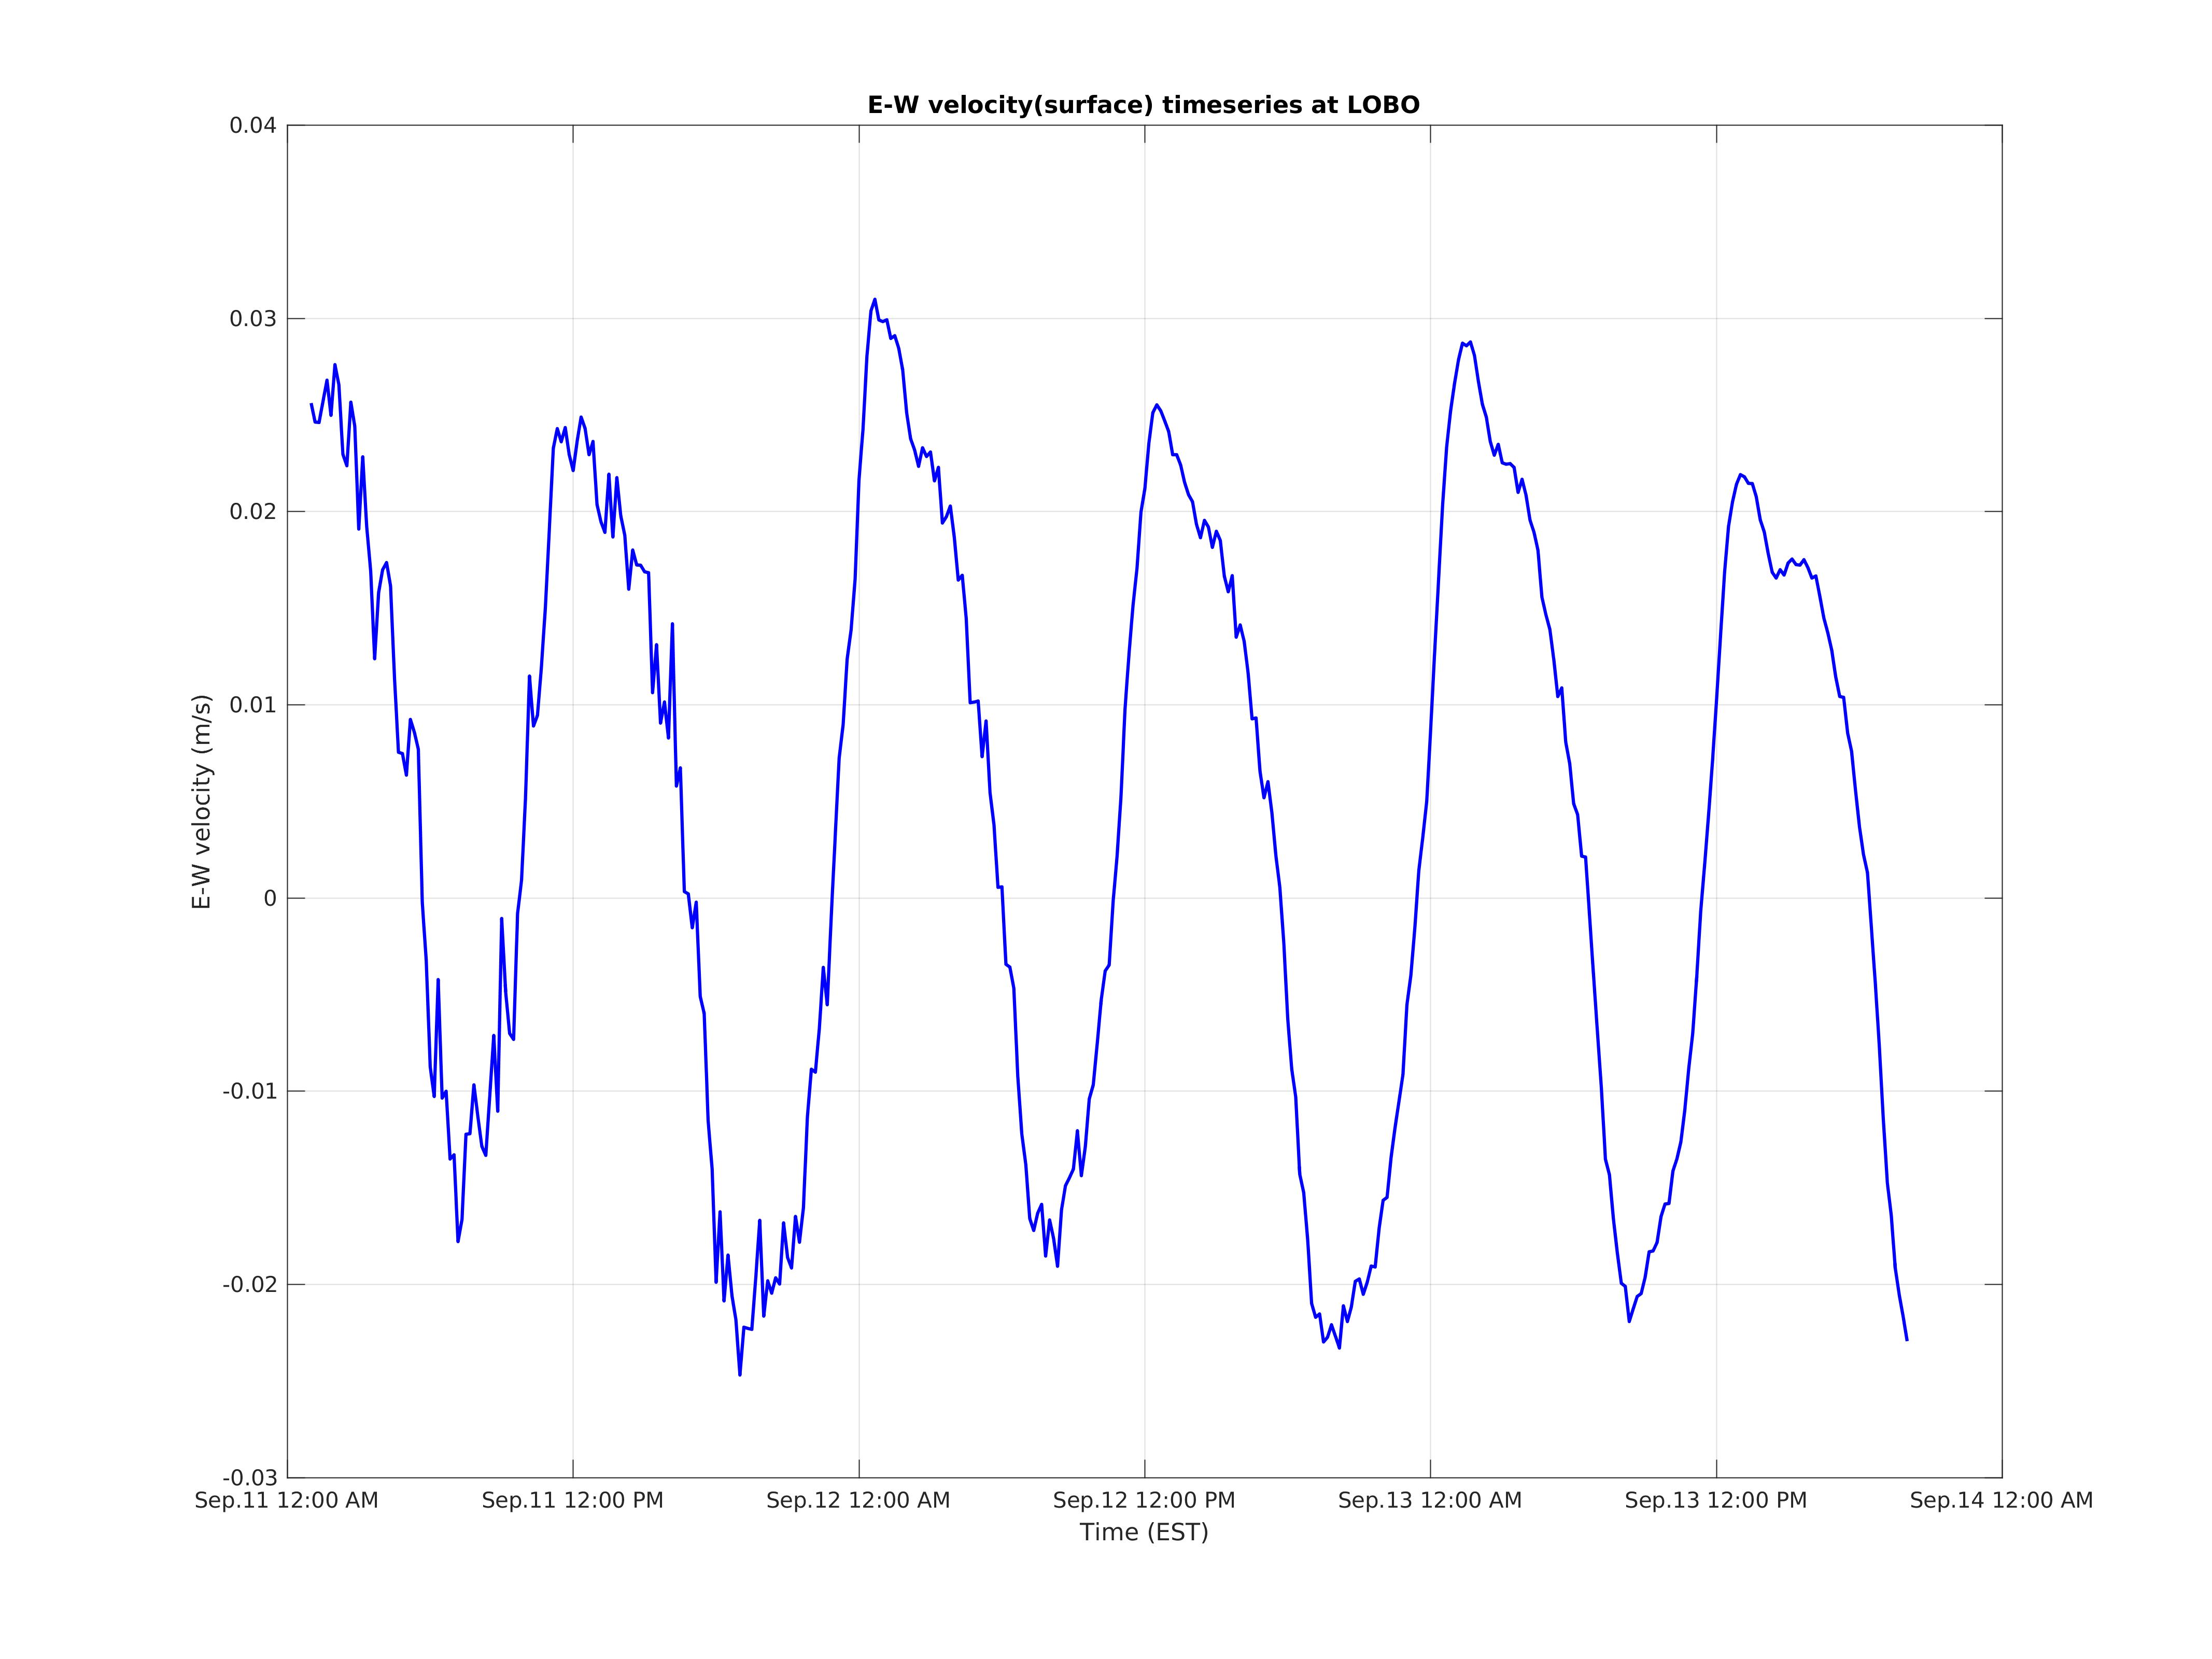 E-W velocity(surface) timeseries at LOBO
0.04
0.03
0.02
0.01
0
-0.01
-0.02
-0.03
E-W velocity (m/s)
Sep.11 12:00 AM
Sep.11 12:00 PM
Sep.12 12:00 AM
Sep.12 12:00 PM
Sep.13 12:00 AM
Sep.13 12:00 PM
Sep.14 12:00 AM
Time (EST)